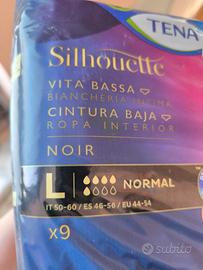 TENA
Silhouette
VITA BASSA
BIANCHERIA INTIMA
CINTURA BAJA
ROPA INTERIOR
NOIR
L NORMAL
IT 50-60 / ES 46-56 / EU 44-54
x9
subito